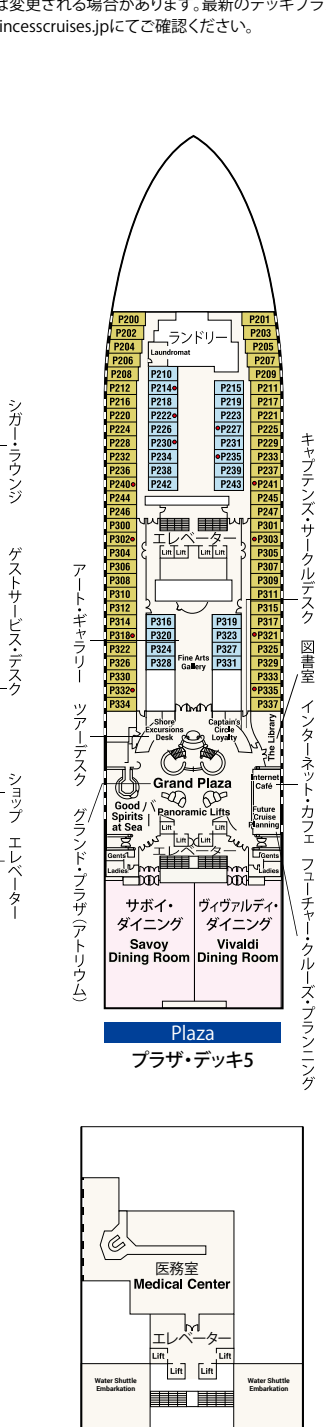 は変更される場合があります。最新のデッキプラ
incesscruises.jpにてご確認ください。
P200
P202
P204
P206
P208
P212
P216
P220
P224
P228
P232
P236
P240
P244
P246
P300
P302
P304
P306
P308
P310
P312
P314
P318
P322
P326
P330
P332
P334
ランドリー
Laundromat
P210
P214
P218
P222
P226
P230
P234
P238
P242
P215
P219
P223
P227
P231
P235
P239
P243
P201
P203
P205
P207
P209
P211
P217
P221
P225
P229
P233
P237
P241
P245
P247
P301
P303
P305
P307
P309
P311
P315
P317
P321
P325
P329
P333
P335
P337
エレベーター
Lift Lift Lift Lift
P316
P320
P324
P328
Fine Arts
Gallery
P319
P323
P327
P331
Shore
Excursions
Desk
Captain's
Circle
Loyalty
The Library
Grand Plaza
Internet
Café
Good
Spirits
at Sea
バー
Panoramic Lifts
Future
Cruise
Planning
Lift Lift
Lift Lift
エレベーター
Gents
Ladies
Gents
Ladies
サボイ・
ダイニング
Savoy
Dining Room
ヴィヴァルディ・
ダイニング
Vivaldi
Dining Room
Plaza
プラザ・デッキ5
シガー・ラウンジ
ゲストサービス・デスク
ショップ エレベーター
アート・ギャラリー ツアーデスク グランド・プラザ(アトリウム)
キャプテンズ・サークルデスク 図書室 インターネット・カフェ フューチャー・クルーズ・プランニング
医務室
Medical Center
エレベーター
Lift Lift
Lift Lift
Water Shuttle
Embarkation
Water Shuttle
Embarkation